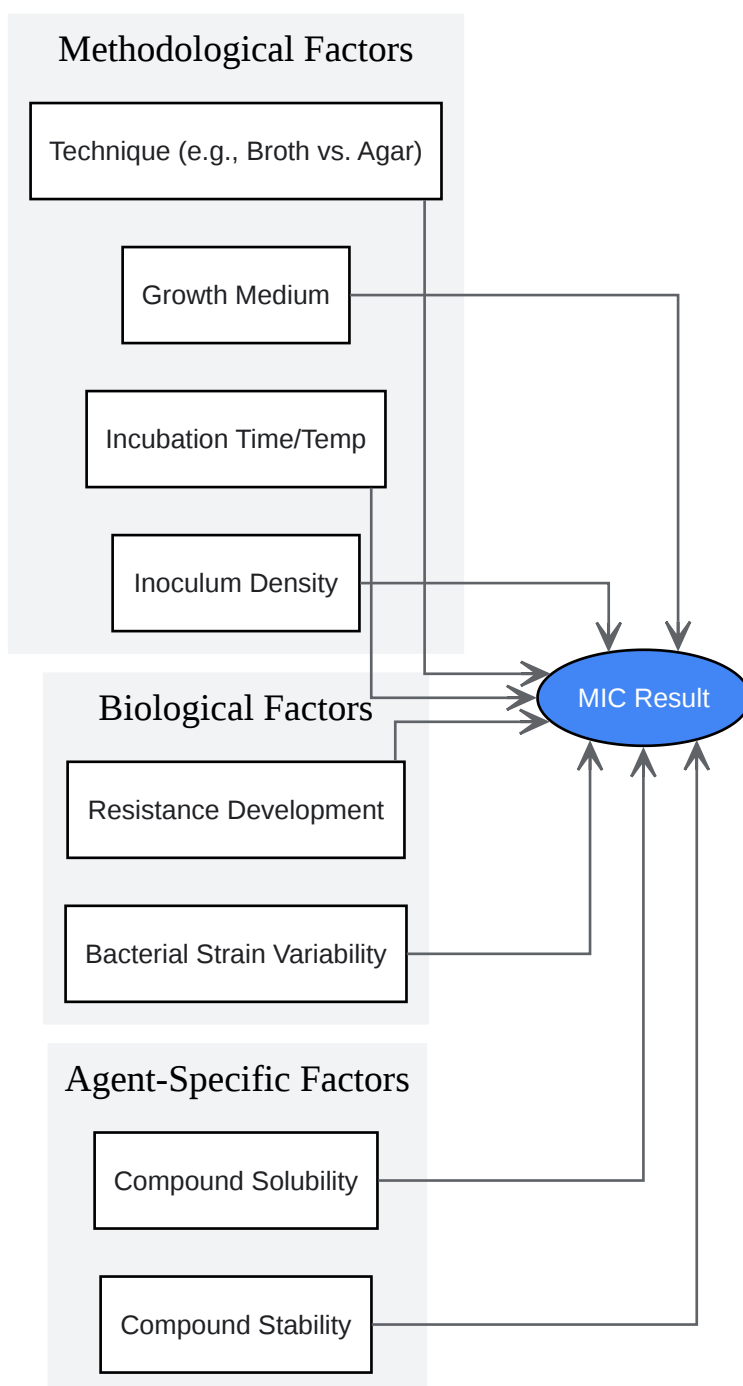 Methodological Factors
Technique (e.g., Broth vs. Agar)
Growth Medium
Incubation Time/Temp
Inoculum Density
MIC Result
Biological Factors
Resistance Development
Bacterial Strain Variability
Agent-Specific Factors
Compound Solubility
Compound Stability